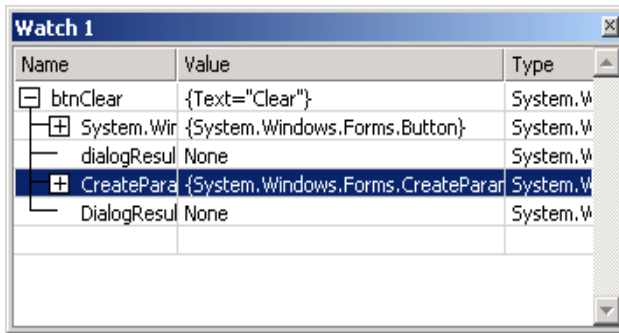 Watch 1
Name Value Type
btnClear {Text="Clear"} System.W
System.Wir {System.Windows.Forms.Button} System.W
dialogResul None System.W
CreatePara {System.Windows.Forms.CreateParar System.W
DialogResul None System.W